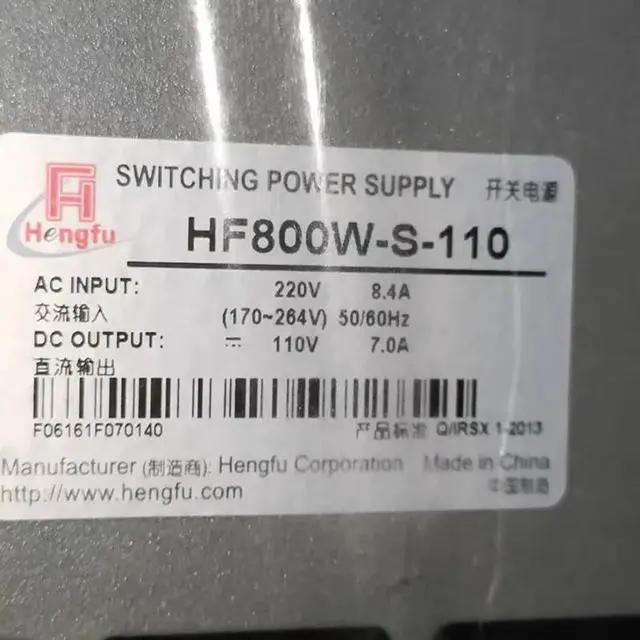 SWITCHING POWER SUPPLY 开关电源
Hengfu
HF800W-S-110
AC INPUT: 220V 8.4A
交流输入 (170~264V) 50/60Hz
DC OUTPUT: ⎓ 110V 7.0A
直流输出
F06161F070140 产品标准 Q/IRSX 1-2013
Manufacturer (制造商): Hengfu Corporation Made in China
http://www.hengfu.com 中国制造